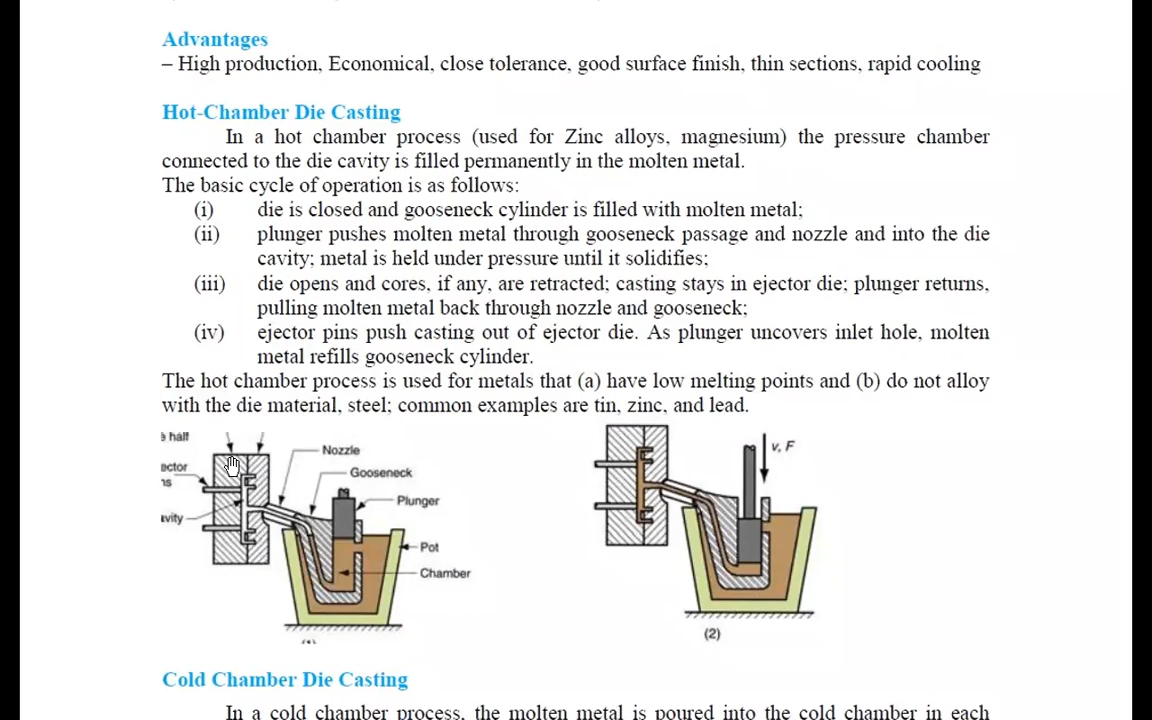 Advantages
– High production, Economical, close tolerance, good surface finish, thin sections, rapid cooling
Hot-Chamber Die Casting
In a hot chamber process (used for Zinc alloys, magnesium) the pressure chamber
connected to the die cavity is filled permanently in the molten metal.
The basic cycle of operation is as follows:
(i) die is closed and gooseneck cylinder is filled with molten metal;
(ii) plunger pushes molten metal through gooseneck passage and nozzle and into the die
cavity; metal is held under pressure until it solidifies;
(iii) die opens and cores, if any, are retracted; casting stays in ejector die; plunger returns,
pulling molten metal back through nozzle and gooseneck;
(iv) ejector pins push casting out of ejector die. As plunger uncovers inlet hole, molten
metal refills gooseneck cylinder.
The hot chamber process is used for metals that (a) have low melting points and (b) do not alloy
with the die material, steel; common examples are tin, zinc, and lead.
half
Nozzle
ector
Gooseneck
ns
Plunger
avity
Pot
Chamber
v, F
(2)
Cold Chamber Die Casting
In a cold chamber process, the molten metal is poured into the cold chamber in each